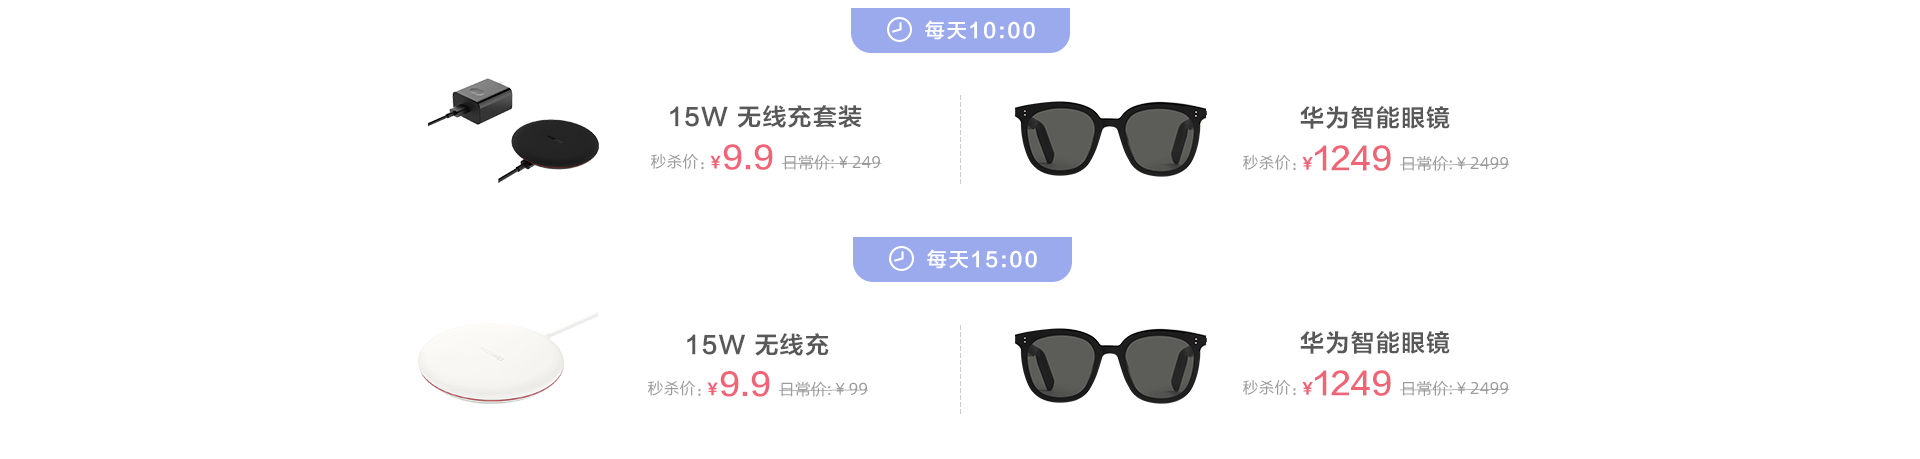 每天10:00
15W 无线充套装
秒杀价: ¥9.9 日常价: ¥ 249
华为智能眼镜
秒杀价: ¥1249 日常价: ¥ 2499
每天15:00
15W 无线充
秒杀价: ¥9.9 日常价: ¥ 99
华为智能眼镜
秒杀价: ¥1249 日常价: ¥ 2499